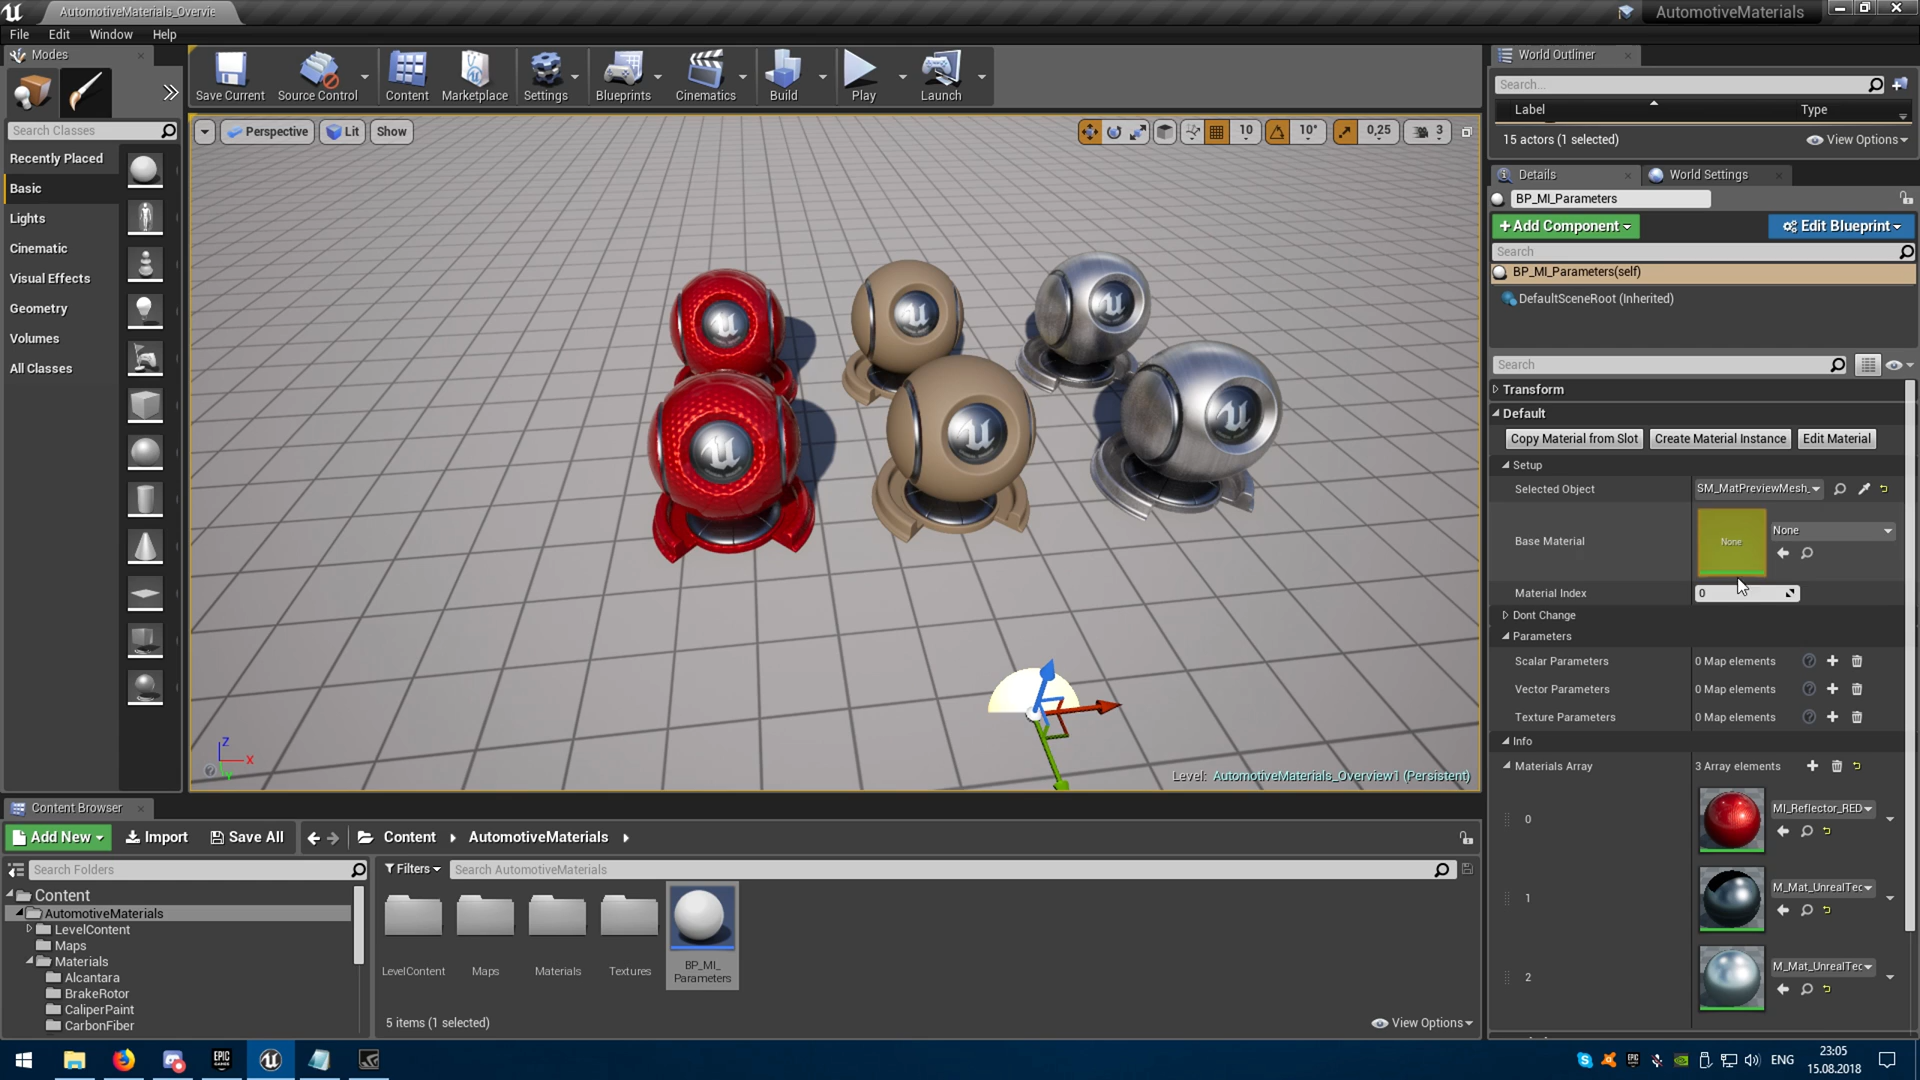 AutomotiveMaterials_Overvie
AutomotiveMaterials
File Edit Window Help
Modes
Search Classes
Recently Placed
Basic
Lights
Cinematic
Visual Effects
Geometry
Volumes
All Classes
Save Current Source Control Content Marketplace Settings Blueprints Cinematics Build Play Launch
Perspective Lit Show
10 10° 0,25 3
Z
X
Level: AutomotiveMaterials_Overview1 (Persistent)
World Outliner
Search...
Label Type
15 actors (1 selected) View Options
Details World Settings
BP_MI_Parameters
+ Add Component Edit Blueprint
Search
BP_MI_Parameters(self)
DefaultSceneRoot (Inherited)
Search
Transform
Default
Copy Material from Slot Create Material Instance Edit Material
Setup
Selected Object SM_MatPreviewMesh_
Base Material None None
Material Index 0
Dont Change
Parameters
Scalar Parameters 0 Map elements
Vector Parameters 0 Map elements
Texture Parameters 0 Map elements
Info
Materials Array 3 Array elements
0 MI_Reflector_RED
1 M_Mat_UnrealTec
2 M_Mat_UnrealTec
Content Browser
Add New Import Save All Content AutomotiveMaterials
Search Folders
Content
AutomotiveMaterials
LevelContent
Maps
Materials
Alcantara
BrakeRotor
CaliperPaint
CarbonFiber
Filters Search AutomotiveMaterials
LevelContent Maps Materials Textures BP_MI_
Parameters
5 items (1 selected) View Options
EPIC
GAMES
ENG
23:05
15.08.2018